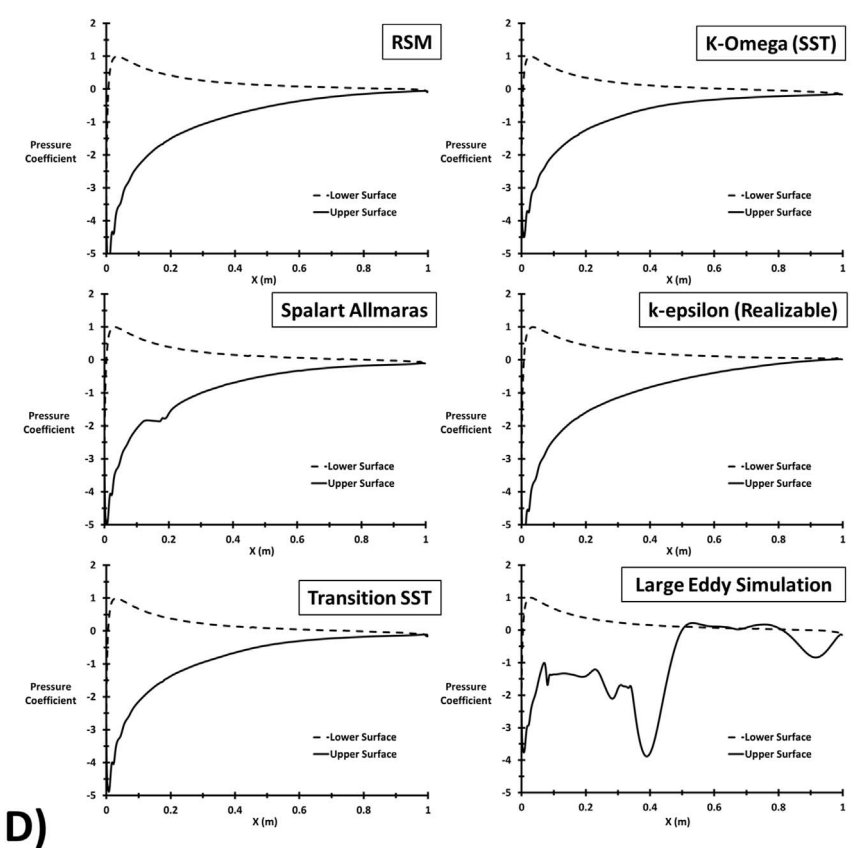 RSM
2
1
0
-1
-2
-3
-4
-5
Pressure
Coefficient
- - -Lower Surface
Upper Surface
0 0.2 0.4 0.6 0.8 1
X (m)
K-Omega (SST)
2
1
0
-1
-2
-3
-4
-5
Pressure
Coefficient
- - -Lower Surface
Upper Surface
0 0.2 0.4 0.6 0.8 1
X (m)
Spalart Allmaras
2
1
0
-1
-2
-3
-4
-5
Pressure
Coefficient
- - -Lower Surface
Upper Surface
0 0.2 0.4 0.6 0.8 1
X (m)
k-epsilon (Realizable)
2
1
0
-1
-2
-3
-4
-5
Pressure
Coefficient
- - -Lower Surface
Upper Surface
0 0.2 0.4 0.6 0.8 1
X (m)
Transition SST
2
1
0
-1
-2
-3
-4
-5
Pressure
Coefficient
- - -Lower Surface
Upper Surface
0 0.2 0.4 0.6 0.8 1
X (m)
Large Eddy Simulation
2
1
0
-1
-2
-3
-4
-5
Pressure
Coefficient
- - -Lower Surface
Upper Surface
0 0.2 0.4 0.6 0.8 1
X (m)
D)